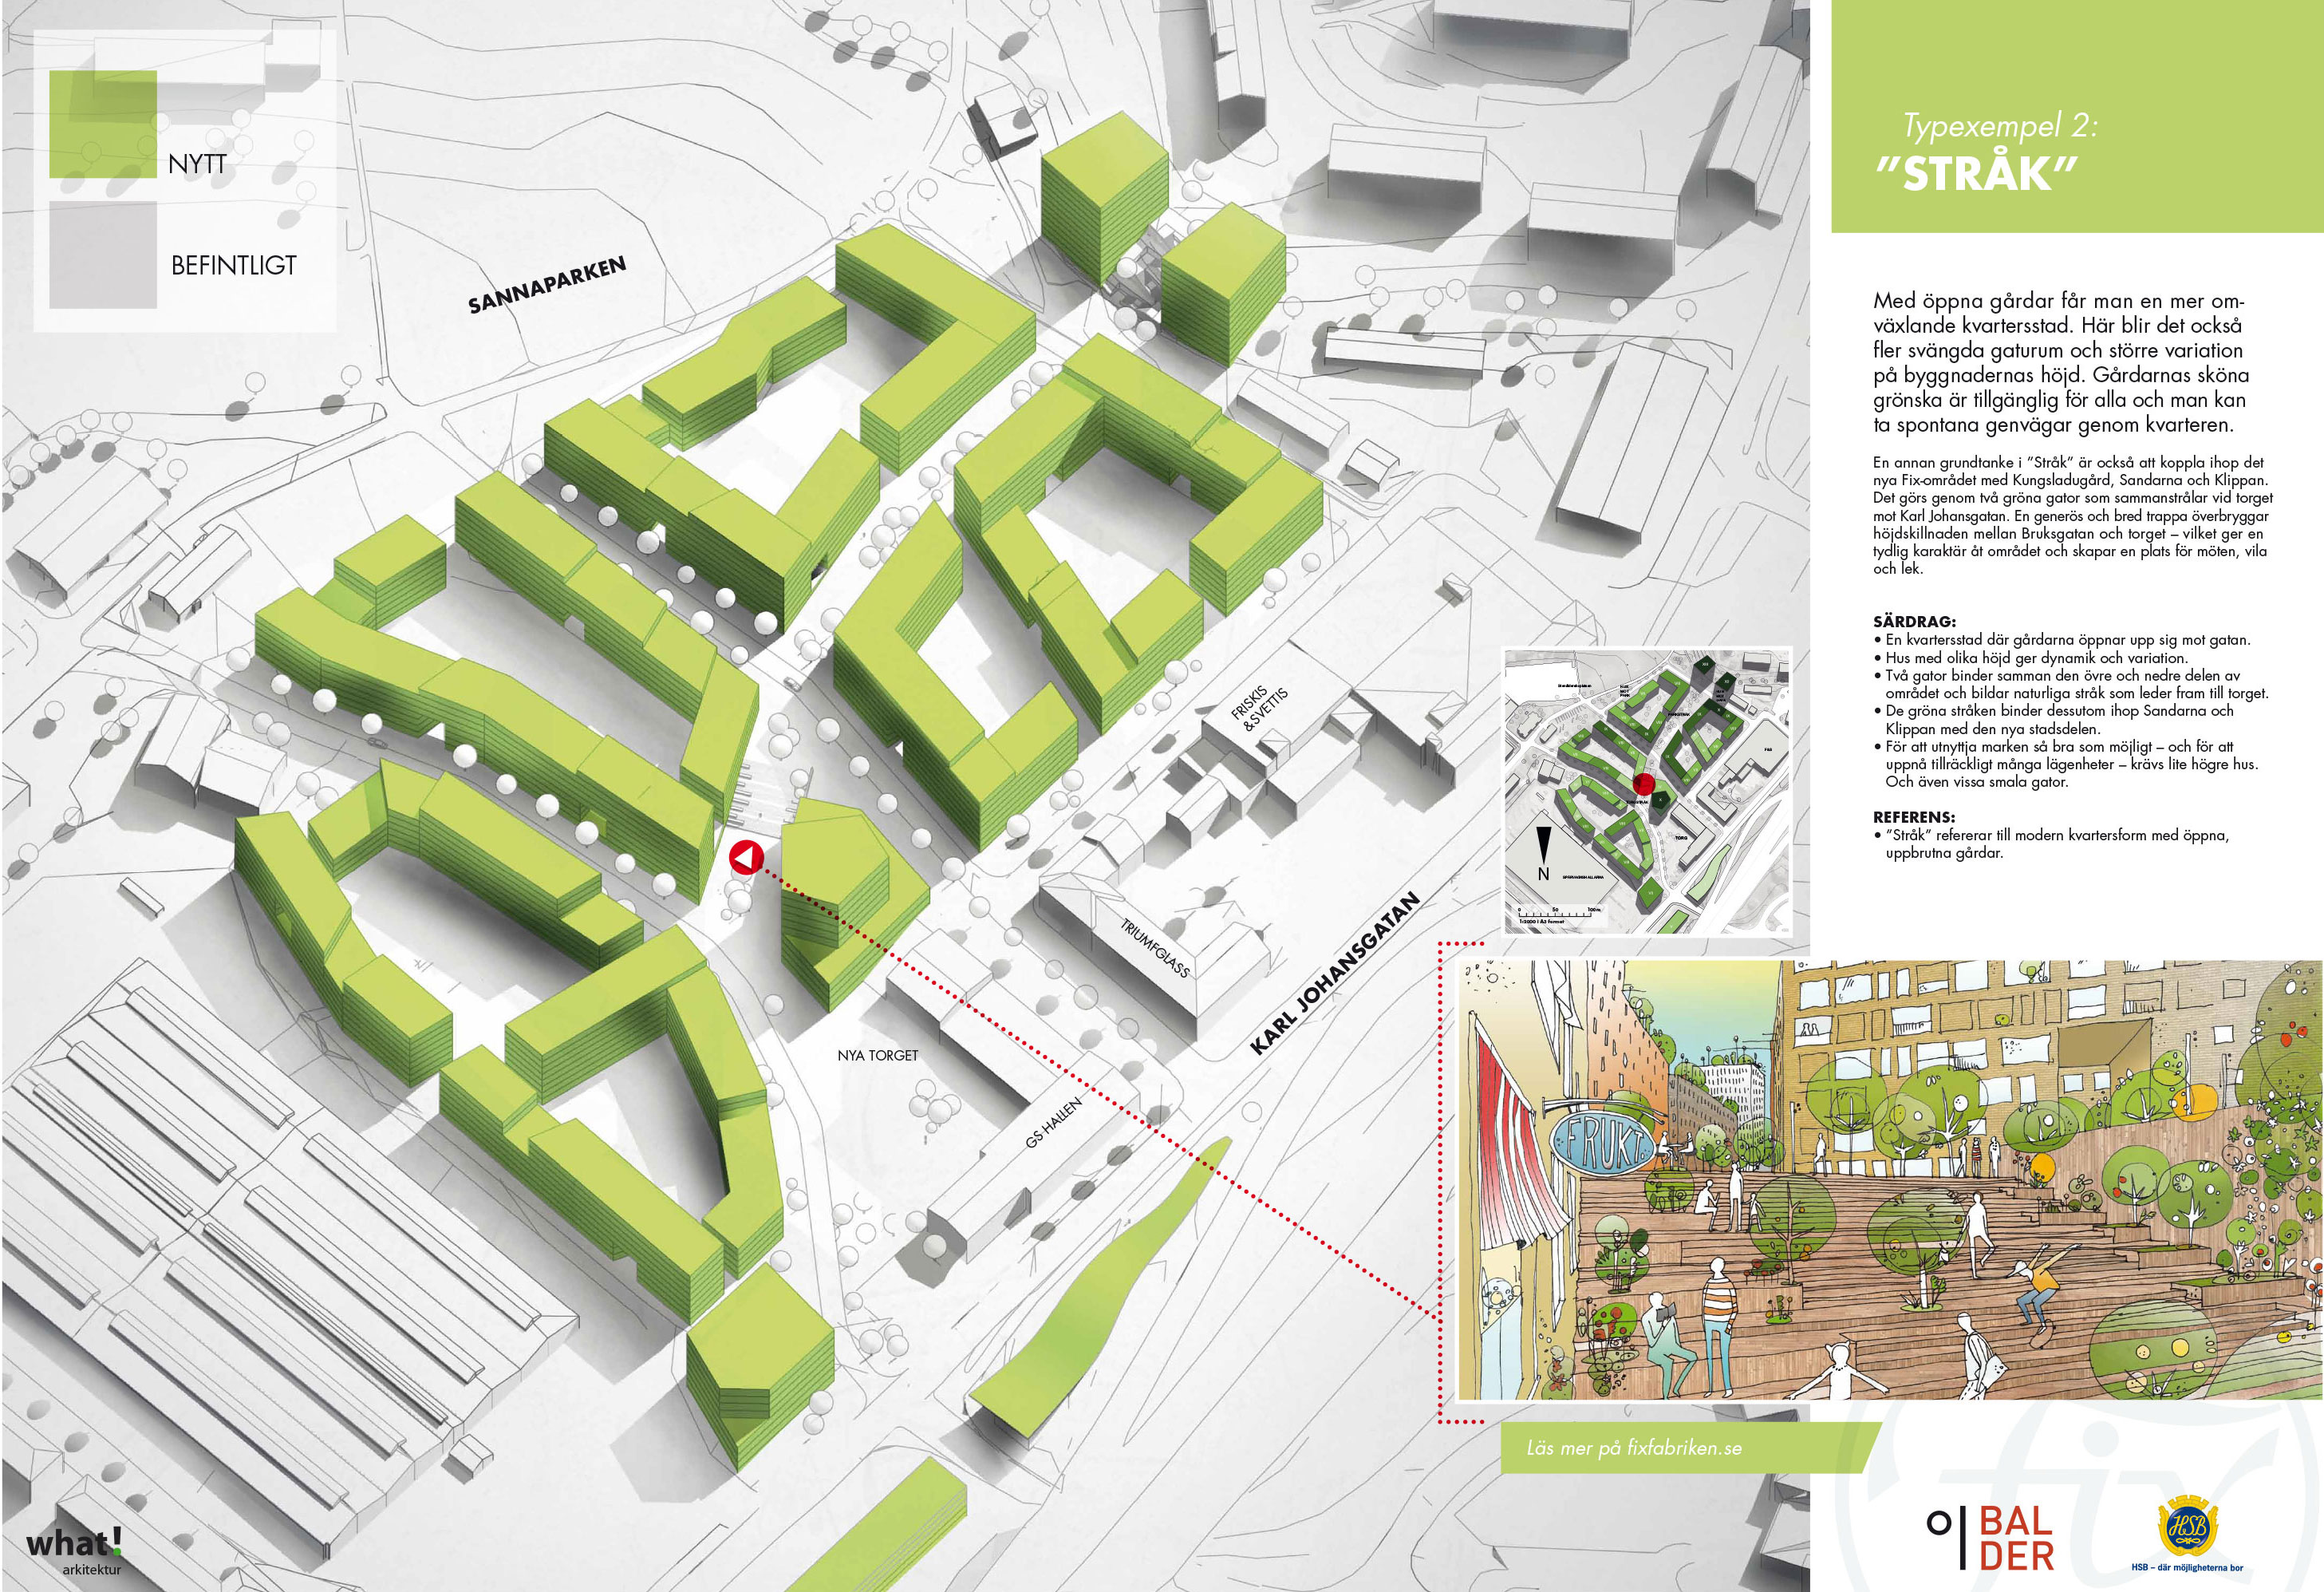 NYTT
BEFINTLIGT
SANNAPARKEN
FRISKIS
&SVETTIS
TRIUMFGLASS
KARL JOHANSGATAN
NYA TORGET
GS HALLEN
what!
arkitektur
Typexempel 2:
”STRÅK”
Med öppna gårdar får man en mer om-
växlande kvartersstad. Här blir det också
fler svängda gaturum och större variation
på byggnadernas höjd. Gårdarnas sköna
grönska är tillgänglig för alla och man kan
ta spontana genvägar genom kvarteren.
En annan grundtanke i ”Stråk” är också att koppla ihop det
nya Fix-området med Kungsladugård, Sandarna och Klippan.
Det görs genom två gröna gator som sammanstrålar vid torget
mot Karl Johansgatan. En generös och bred trappa överbryggar
höjdskillnaden mellan Bruksgatan och torget – vilket ger en
tydlig karaktär åt området och skapar en plats för möten, vila
och lek.
SÄRDRAG:
• En kvartersstad där gårdarna öppnar upp sig mot gatan.
• Hus med olika höjd ger dynamik och variation.
• Två gator binder samman den övre och nedre delen av
området och bildar naturliga stråk som leder fram till torget.
• De gröna stråken binder dessutom ihop Sandarna och
Klippan med den nya stadsdelen.
• För att utnyttja marken så bra som möjligt – och för att
uppnå tillräckligt många lägenheter – krävs lite högre hus.
Och även vissa smala gator.
REFERENS:
• ”Stråk” refererar till modern kvartersform med öppna,
uppbrutna gårdar.
TORG
N
0 50 100m
FRUKT
Läs mer på fixfabriken.se
fix
BAL
DER
HSB
HSB – där möjligheterna bor